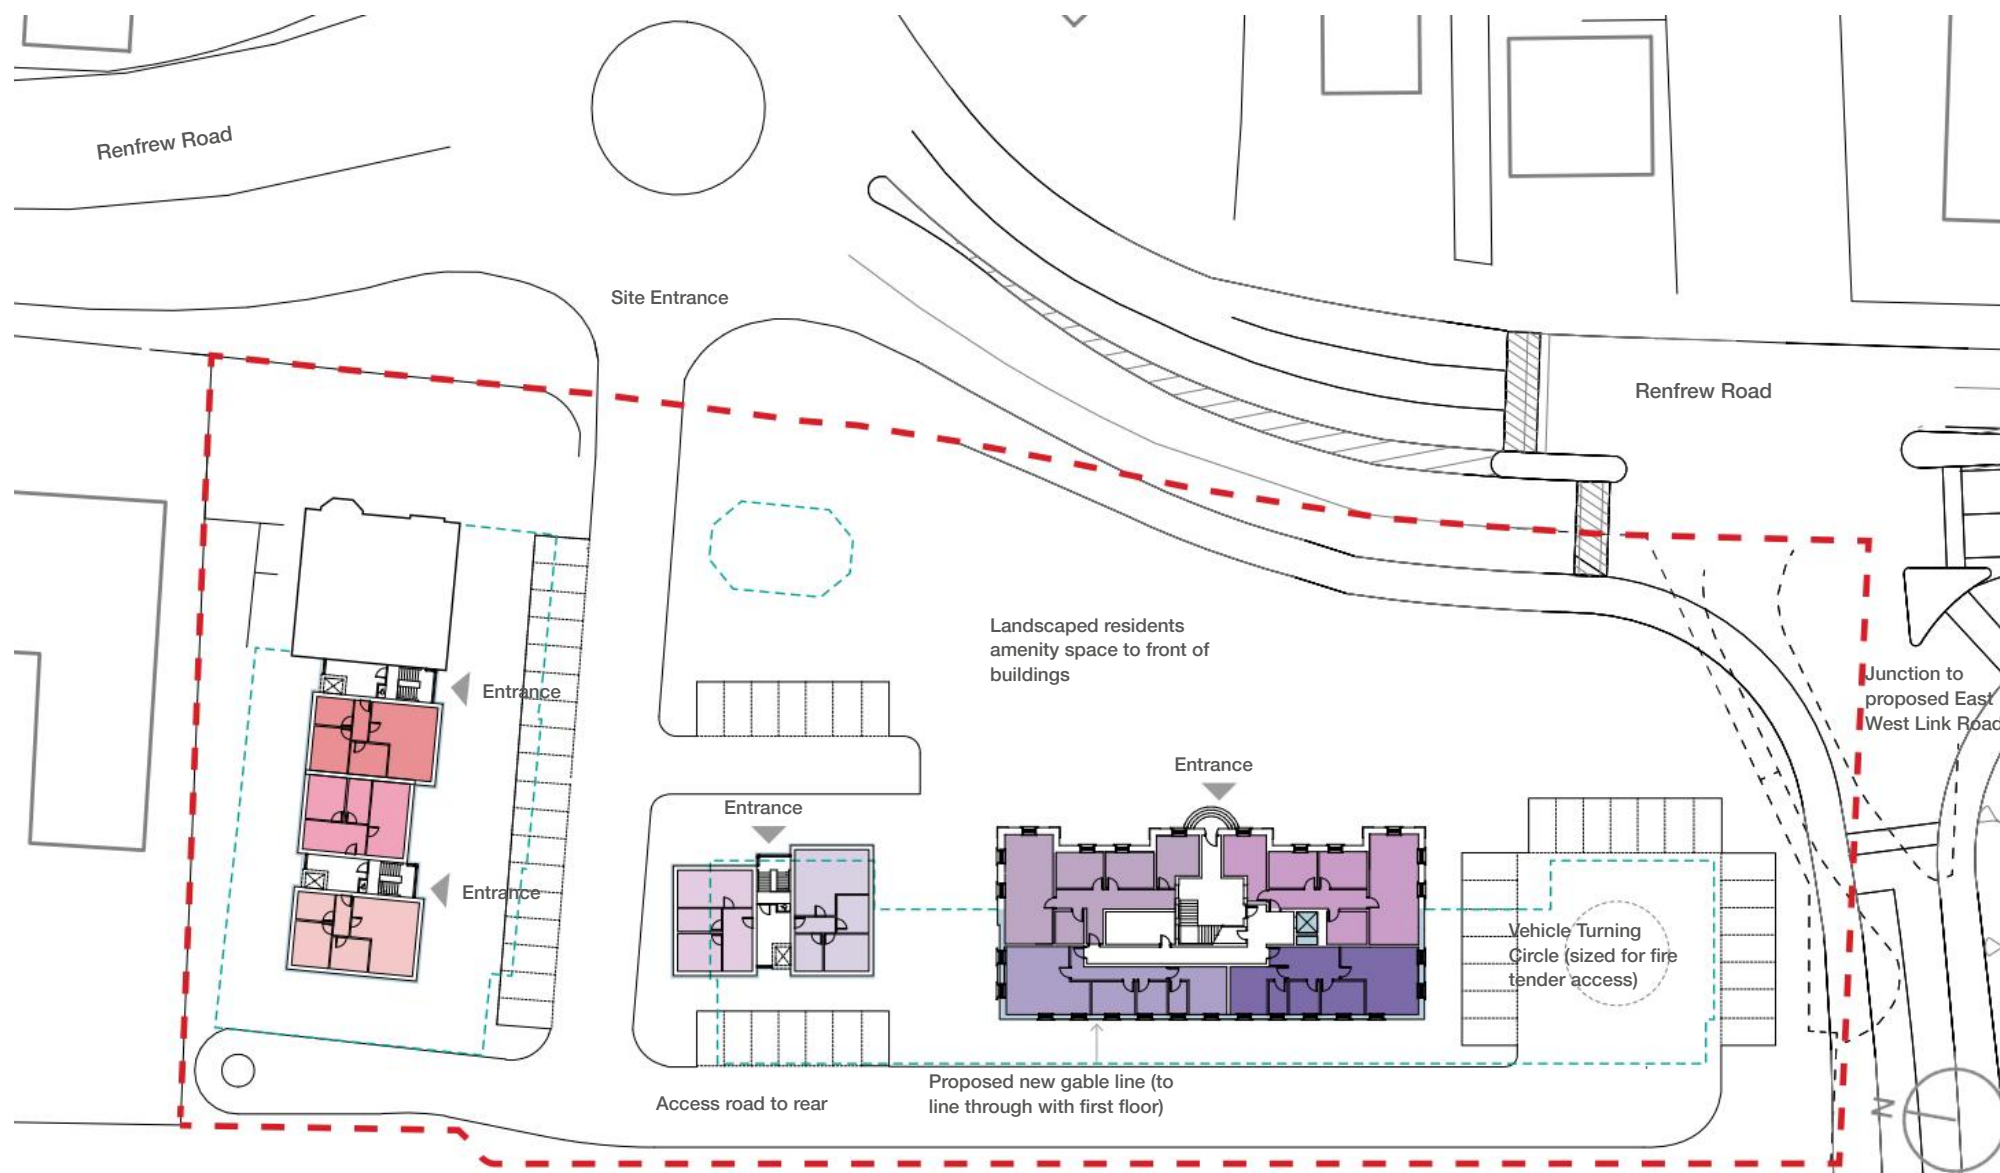 Renfrew Road
Site Entrance
Renfrew Road
Landscaped residents
amenity space to front of
buildings
Junction to
proposed East
West Link Road
Entrance
Entrance
Entrance
Entrance
Vehicle Turning
Circle (sized for fire
tender access)
Proposed new gable line (to
line through with first floor)
Access road to rear
N